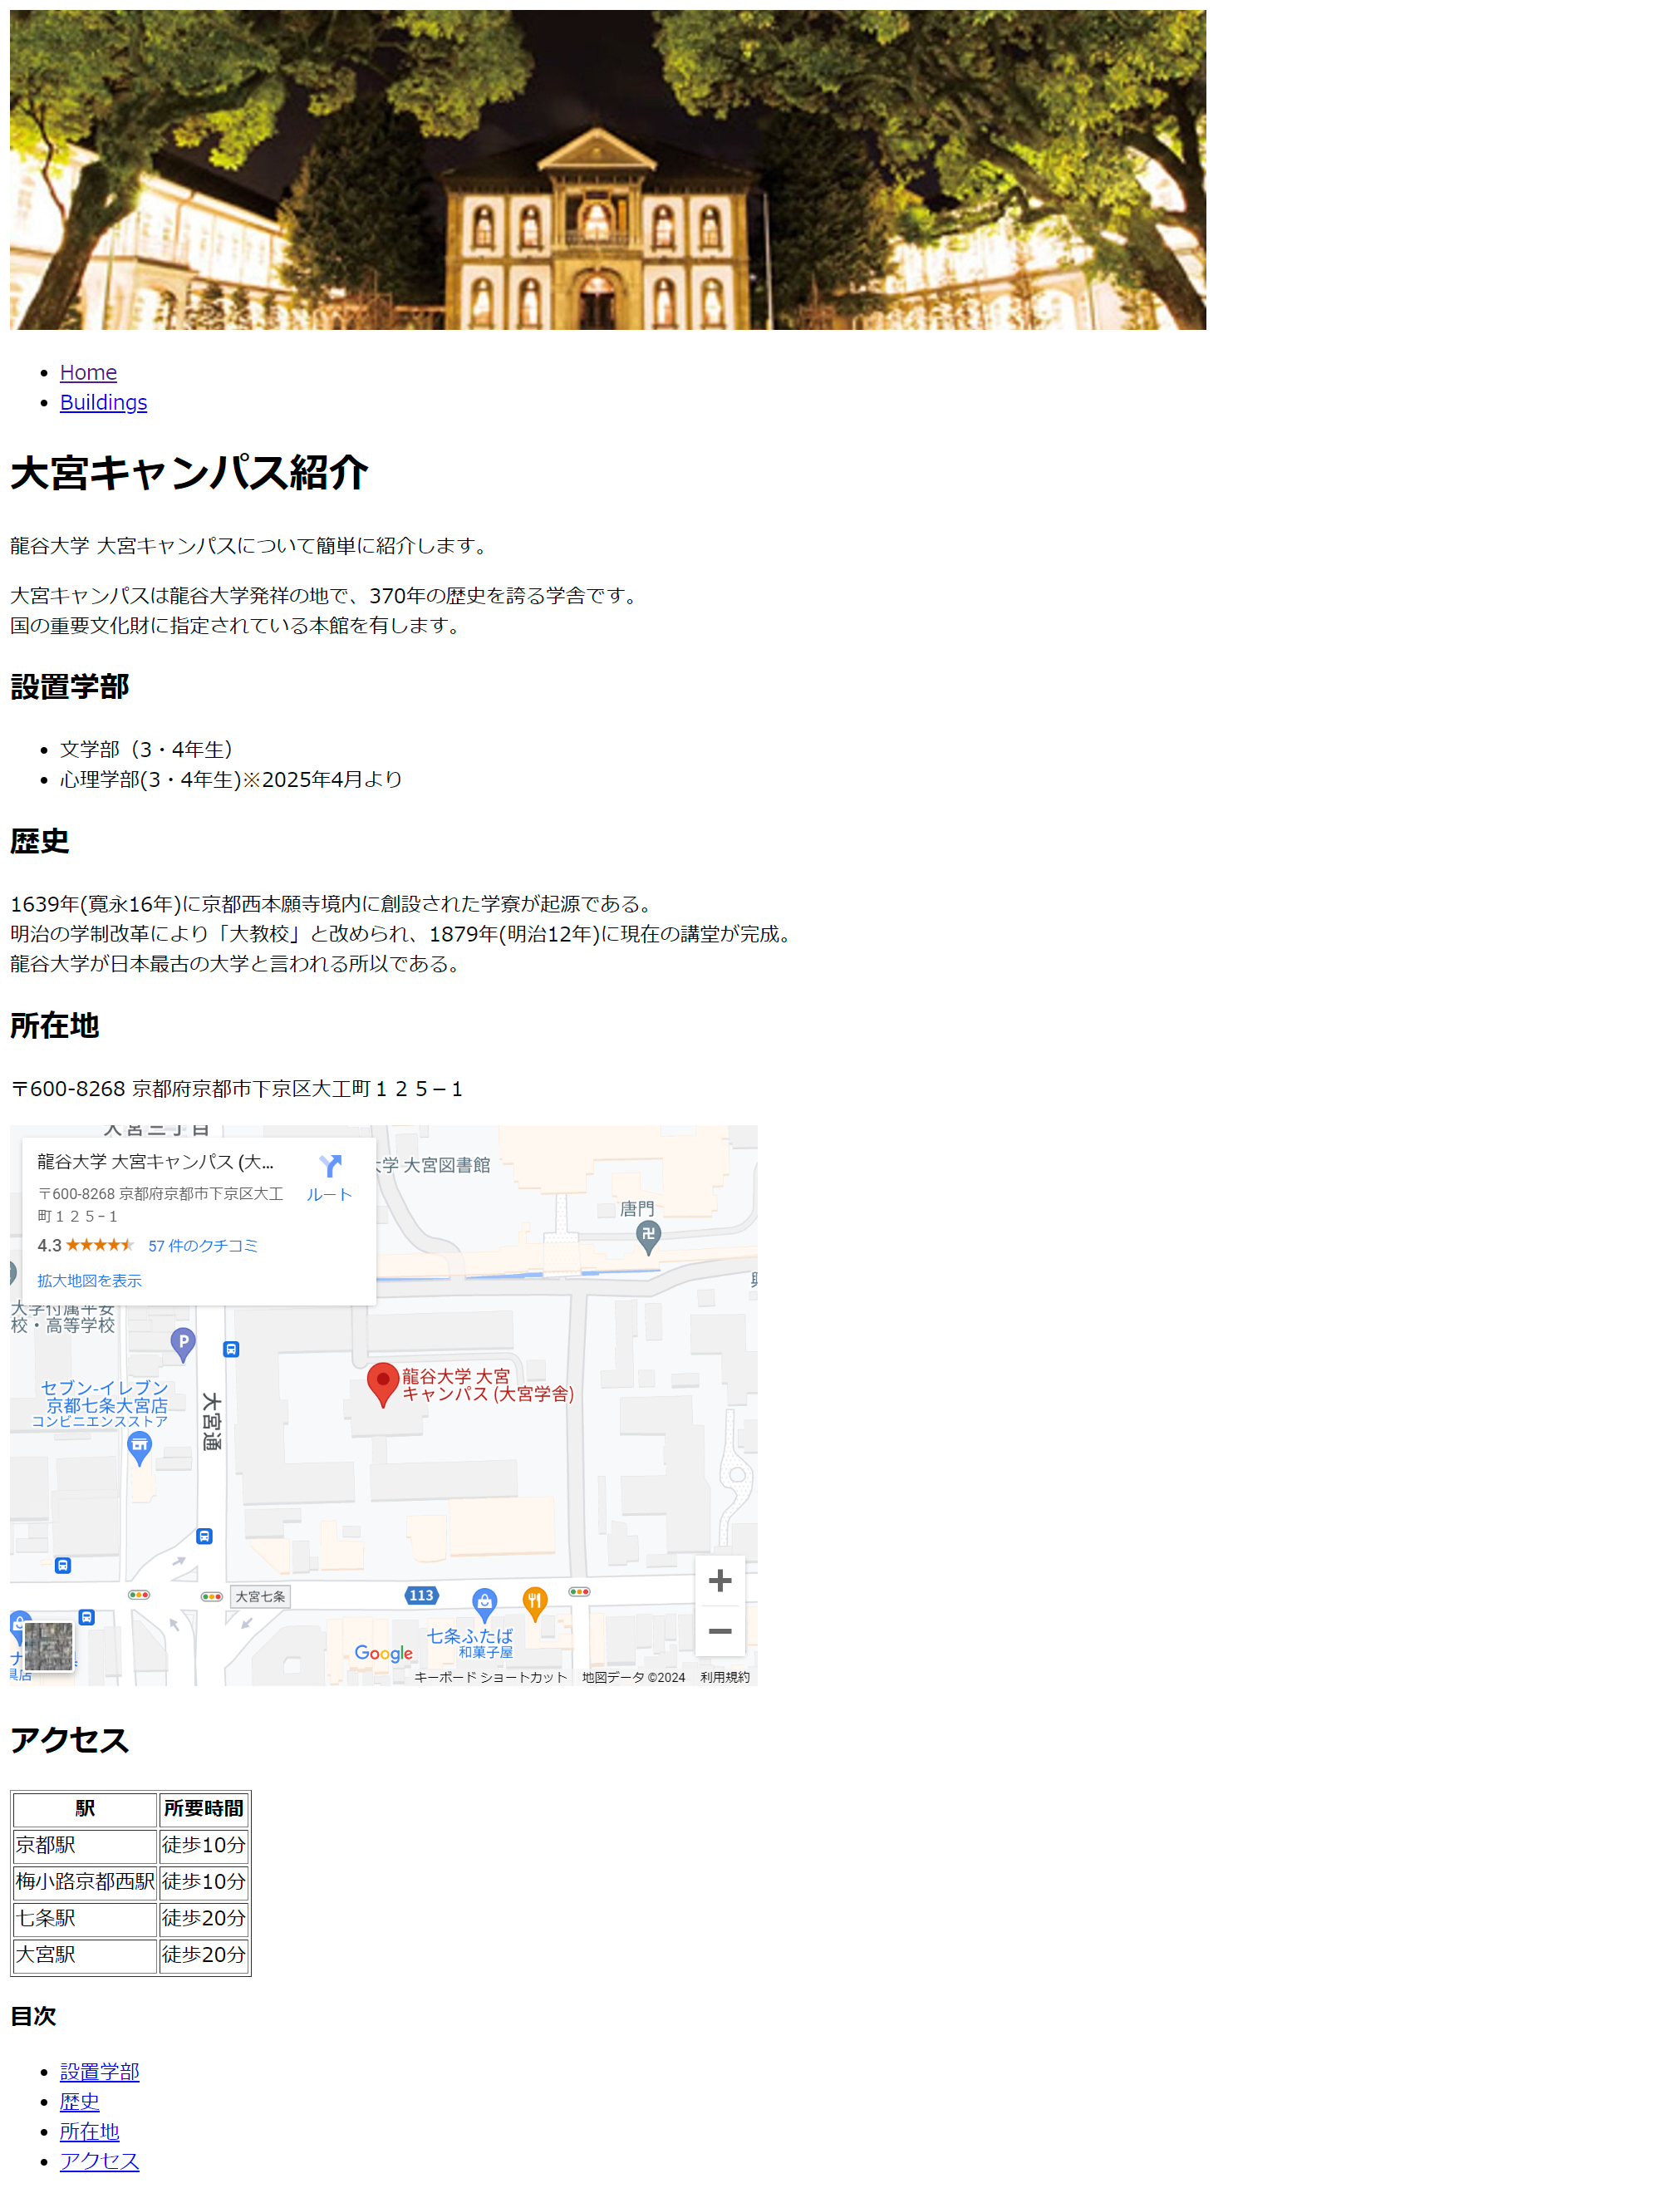 Home
Buildings
大宮キャンパス紹介
龍谷大学 大宮キャンパスについて簡単に紹介します。
大宮キャンパスは龍谷大学発祥の地で、370年の歴史を誇る学舎です。
国の重要文化財に指定されている本館を有します。
設置学部
文学部（3・4年生）
心理学部(3・4年生)※2025年4月より
歴史
1639年(寛永16年)に京都西本願寺境内に創設された学寮が起源である。
明治の学制改革により「大教校」と改められ、1879年(明治12年)に現在の講堂が完成。
龍谷大学が日本最古の大学と言われる所以である。
所在地
〒600-8268 京都府京都市下京区大工町１２５−１
大宮三丁目
龍谷大学 大宮キャンパス (大...
ルート
〒600-8268 京都府京都市下京区大工
町１２５−１
4.3
57 件のクチコミ
拡大地図を表示
大学 大宮図書館
唐門
大学付属平安
校・高等学校
P
龍谷大学 大宮
キャンパス (大宮学舎)
セブン-イレブン
京都七条大宮店
コンビニエンスストア
大宮通
大宮七条
113
七条ふたば
和菓子屋
Google
キーボード ショートカット
地図データ ©2024
利用規約
アクセス
駅 所要時間
京都駅 徒歩10分
梅小路京都西駅 徒歩10分
七条駅 徒歩20分
大宮駅 徒歩20分
目次
設置学部
歴史
所在地
アクセス